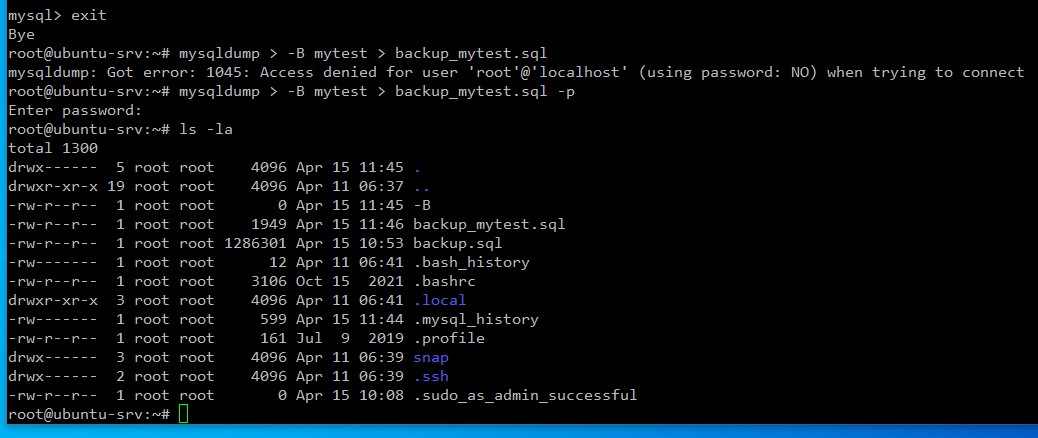 mysql> exit
Bye
root@ubuntu-srv:~# mysqldump > -B mytest > backup_mytest.sql
mysqldump: Got error: 1045: Access denied for user 'root'@'localhost' (using password: NO) when trying to connect
root@ubuntu-srv:~# mysqldump > -B mytest > backup_mytest.sql -p
Enter password:
root@ubuntu-srv:~# ls -la
total 1300
drwx------  5 root root    4096 Apr 15 11:45 .
drwxr-xr-x 19 root root    4096 Apr 11 06:37 ..
-rw-r--r--  1 root root       0 Apr 15 11:45 -B
-rw-r--r--  1 root root    1949 Apr 15 11:46 backup_mytest.sql
-rw-r--r--  1 root root 1286301 Apr 15 10:53 backup.sql
-rw-------  1 root root      12 Apr 11 06:41 .bash_history
-rw-r--r--  1 root root    3106 Oct 15  2021 .bashrc
drwxr-xr-x  3 root root    4096 Apr 11 06:41 .local
-rw-------  1 root root     599 Apr 15 11:44 .mysql_history
-rw-r--r--  1 root root     161 Jul  9  2019 .profile
drwx------  3 root root    4096 Apr 11 06:39 snap
drwx------  2 root root    4096 Apr 11 06:39 .ssh
-rw-r--r--  1 root root       0 Apr 15 10:08 .sudo_as_admin_successful
root@ubuntu-srv:~#